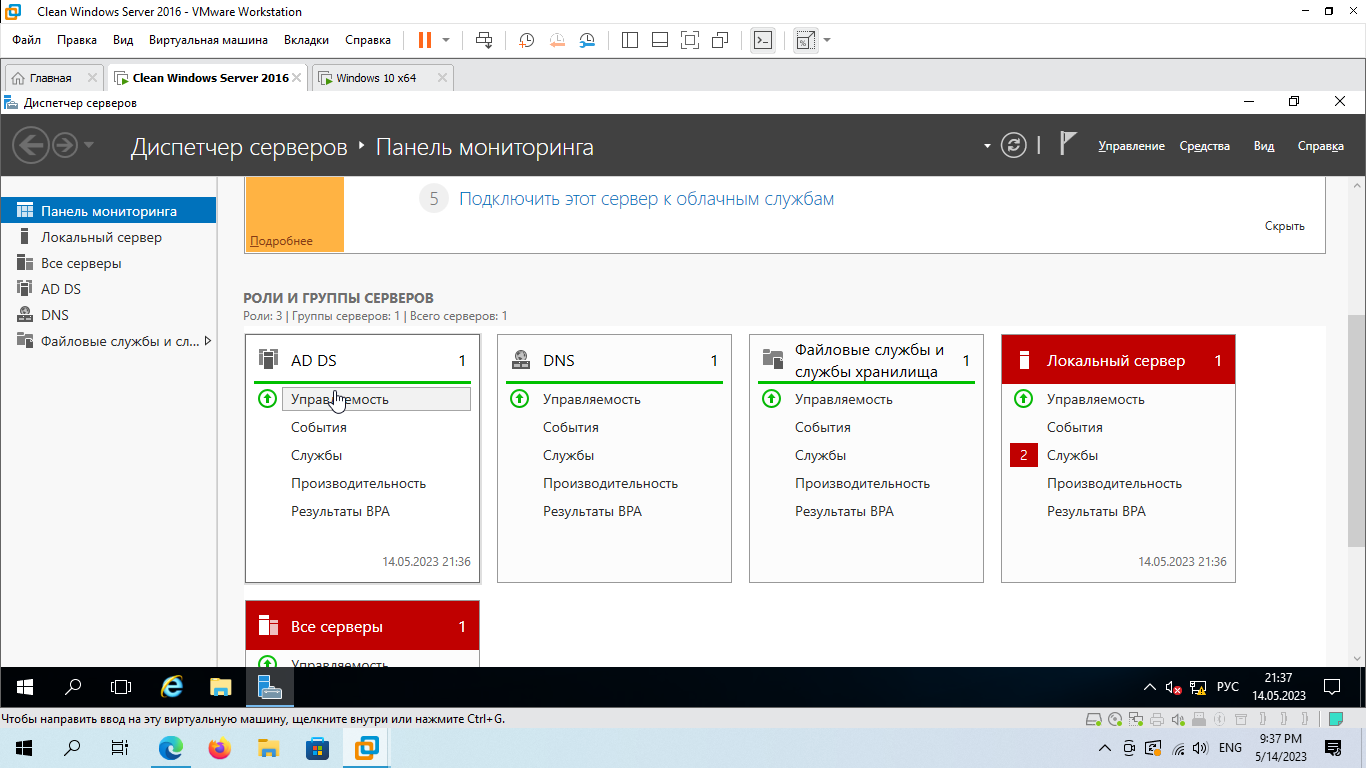 Clean Windows Server 2016 - VMware Workstation
Файл Правка Вид Виртуальная машина Вкладки Справка
Главная Clean Windows Server 2016 Windows 10 x64
Диспетчер серверов
Диспетчер серверов Панель мониторинга
Управление Средства Вид Справка
Панель мониторинга
Локальный сервер
Все серверы
AD DS
DNS
Файловые службы и сл...
5 Подключить этот сервер к облачным службам
Подробнее
Скрыть
РОЛИ И ГРУППЫ СЕРВЕРОВ
Роли: 3 | Группы серверов: 1 | Всего серверов: 1
AD DS 1
Управляемость
События
Службы
Производительность
Результаты BPA
14.05.2023 21:36
DNS 1
Управляемость
События
Службы
Производительность
Результаты BPA
Файловые службы и
службы хранилища 1
Управляемость
События
Службы
Производительность
Результаты BPA
Локальный сервер 1
Управляемость
События
2 Службы
Производительность
Результаты BPA
14.05.2023 21:36
Все серверы 1
Управляемость
РУС
21:37
14.05.2023
Чтобы направить ввод на эту виртуальную машину, щелкните внутри или нажмите Ctrl+G.
ENG
9:37 PM
5/14/2023